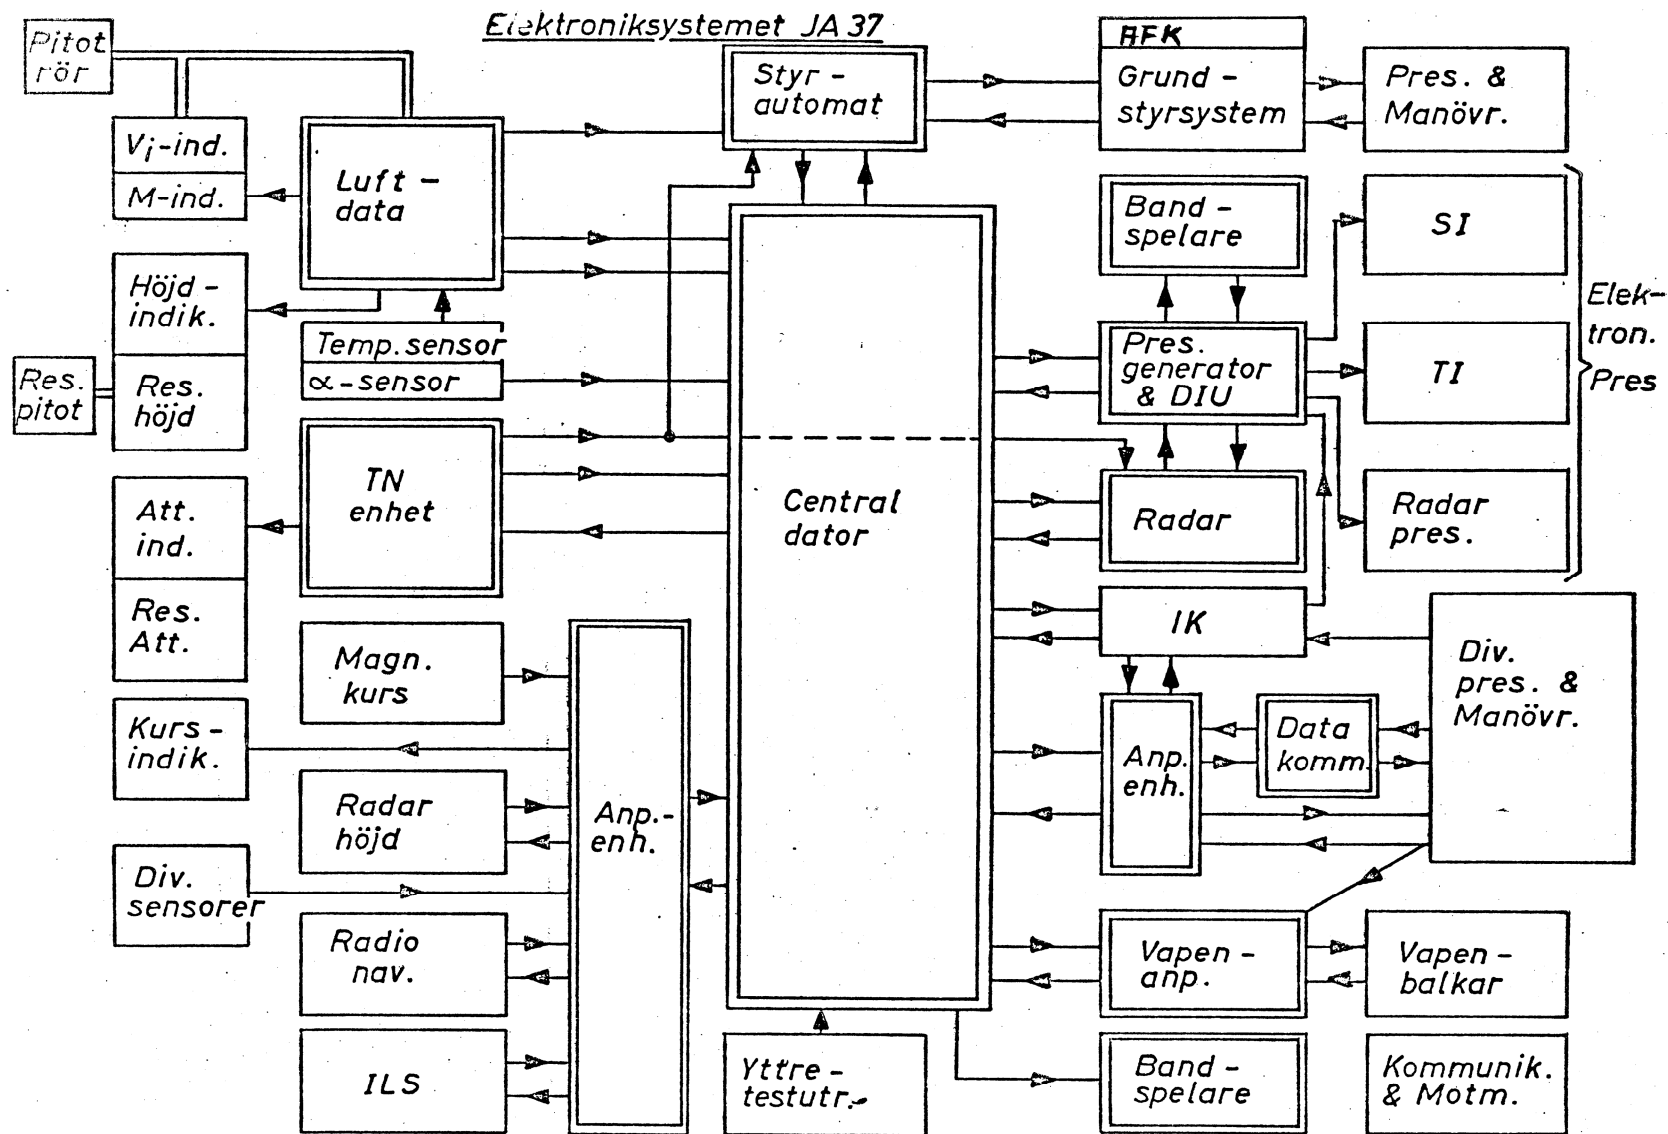 Elektroniksystemet JA 37
Pitot
rör
Vi-ind.
M-ind.
Luft-
data
Styr-
automat
AFK
Grund-
styrsystem
Pres. &
Manövr.
Höjd-
indik.
Res.
höjd
Res.
pitot
Temp.sensor
α-sensor
TN
enhet
Att.
ind.
Res.
Att.
Magn.
kurs
Kurs-
indik.
Radar
höjd
Div.
sensorer
Radio
nav.
ILS
Anp.-
enh.
Central
dator
Yttre-
testutr.
Band-
spelare
Pres.
generator
& DIU
Radar
IK
Anp.
enh.
Data
komm.
Vapen-
anp.
Band-
spelare
SI
TI
Radar
pres.
Elek-
tron.
Pres
Div.
pres. &
Manövr.
Vapen-
balkar
Kommunik.
& Motm.